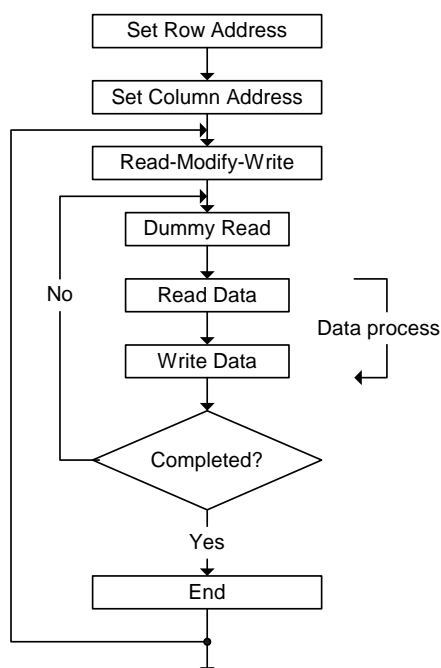 Set Row Address
Set Column Address
Read-Modify-Write
Dummy Read
No
Read Data
Data process
Write Data
Completed?
Yes
End